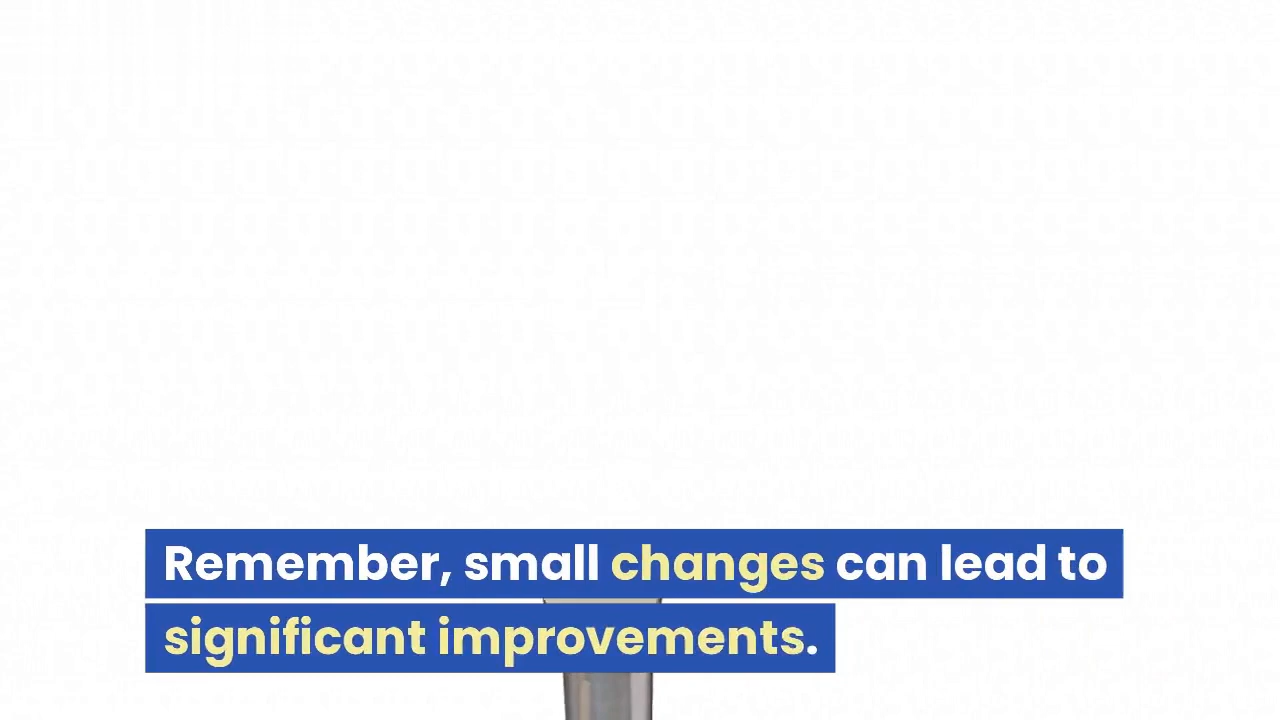 Remember, small changes can lead to
significant improvements.